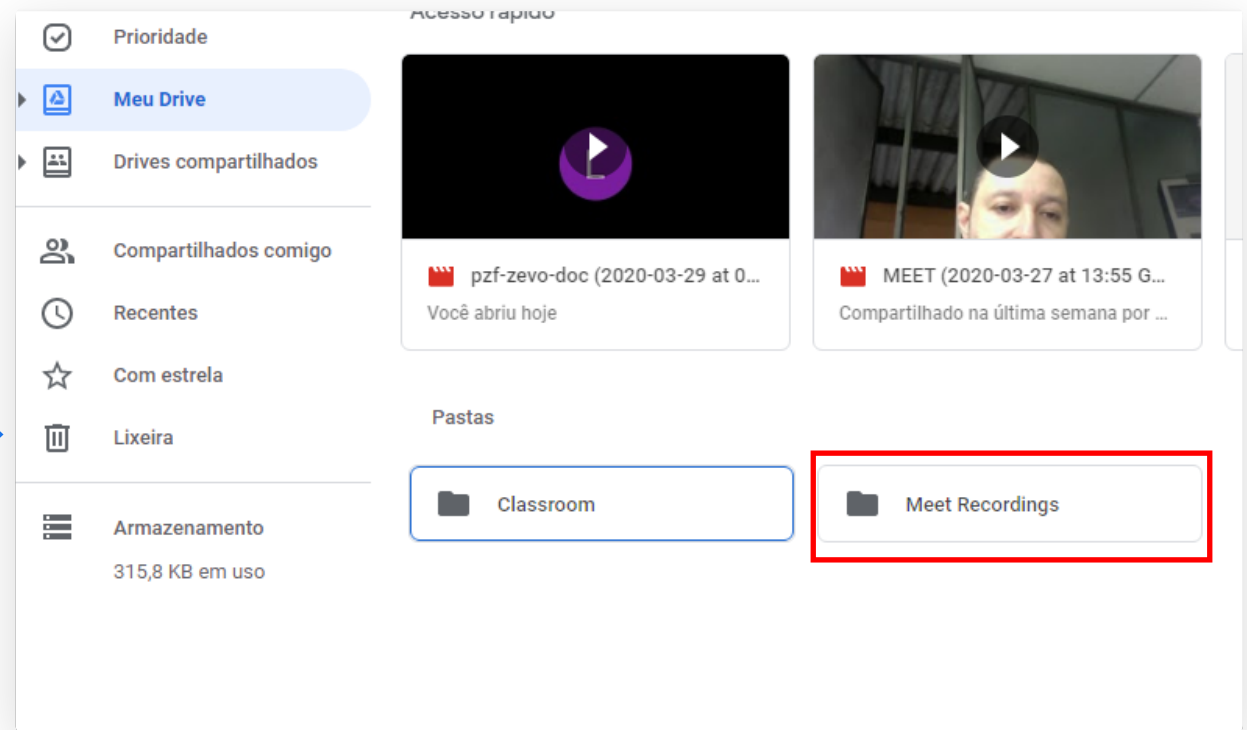 Acesso rápido
Prioridade
Meu Drive
Drives compartilhados
Compartilhados comigo
Recentes
Com estrela
Lixeira
Armazenamento
315,8 KB em uso
L
pzf-zevo-doc (2020-03-29 at 0...
Você abriu hoje
MEET (2020-03-27 at 13:55 G...
Compartilhado na última semana por ...
Pastas
Classroom
Meet Recordings